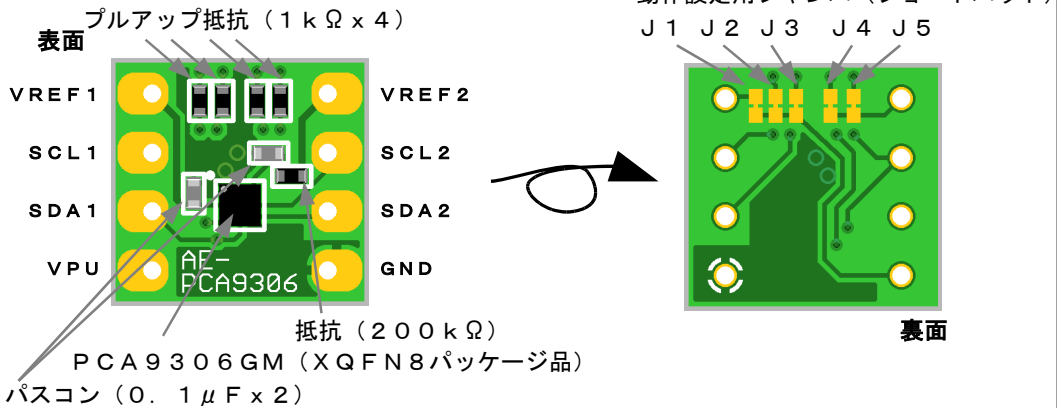 プルアップ抵抗（１ｋΩｘ４）
表面
Ｊ１ Ｊ２ Ｊ３ Ｊ４ Ｊ５
VREF1
VREF2
SCL1
SCL2
SDA1
SDA2
VPU
GND
AE-
PCA9306
抵抗（２００ｋΩ）
裏面
ＰＣＡ９３０６ＧＭ（ＸＱＦＮ８パッケージ品）
パスコン（０．１μＦｘ２）